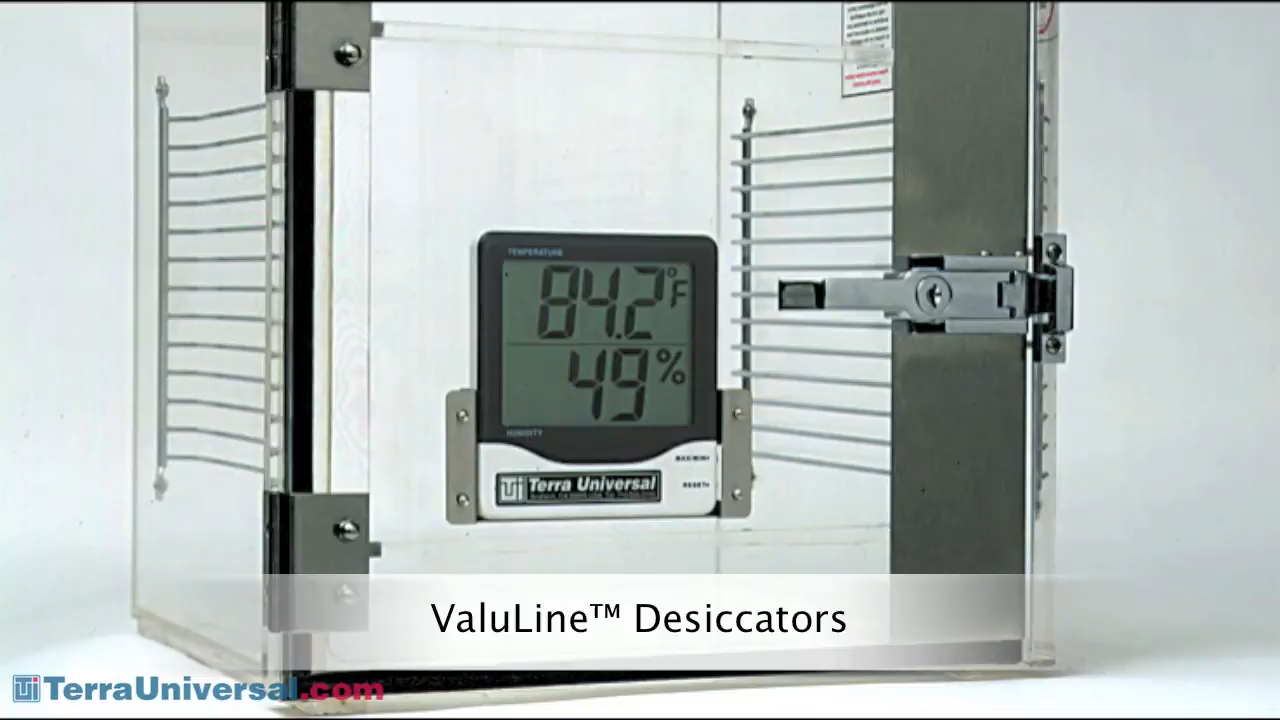 TEMPERATURE
84.2°F
49%
HUMIDITY
MAX/MIN
RESET
Terra Universal
ValuLine™ Desiccators
TerraUniversal.com